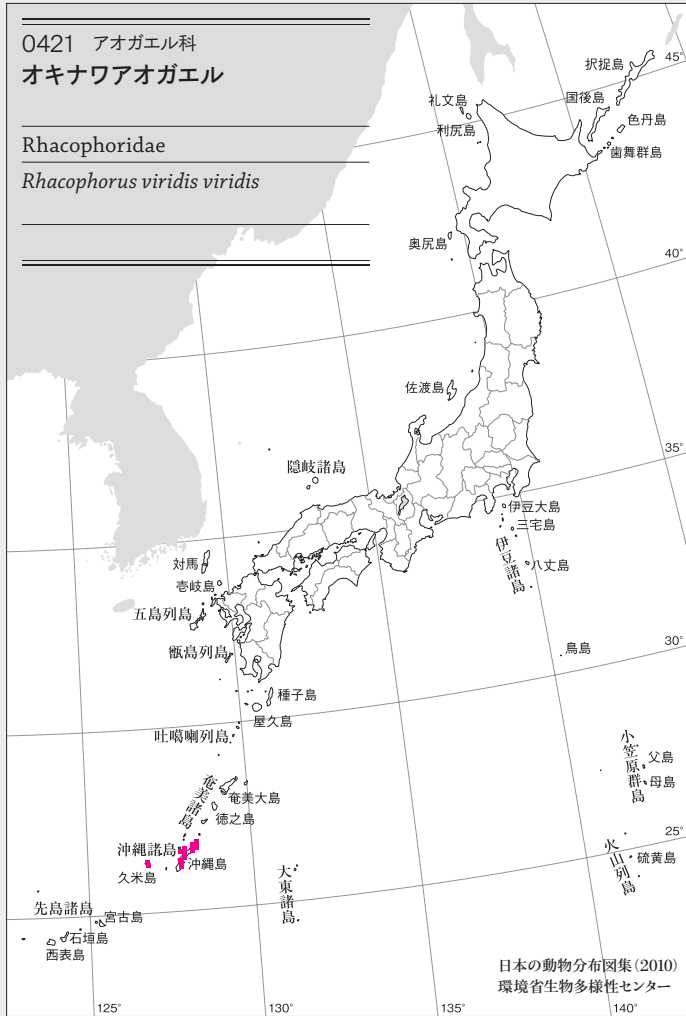 0421 アオガエル科
オキナワアオガエル
Rhacophoridae
Rhacophorus viridis viridis
択捉島
45°
国後島
礼文島
色丹島
利尻島
歯舞群島
奥尻島
40°
佐渡島
35°
隠岐諸島
伊豆大島
三宅島
伊豆諸島
八丈島
対馬
壱岐島
五島列島
甑島列島
鳥島
30°
種子島
屋久島
吐噶喇列島
小笠原群島
父島
母島
奄美諸島
奄美大島
徳之島
25°
沖縄諸島
沖縄島
久米島
火山列島
硫黄島
大東諸島
先島諸島
宮古島
石垣島
西表島
日本の動物分布図集(2010)
環境省生物多様性センター
125°
130°
135°
140°